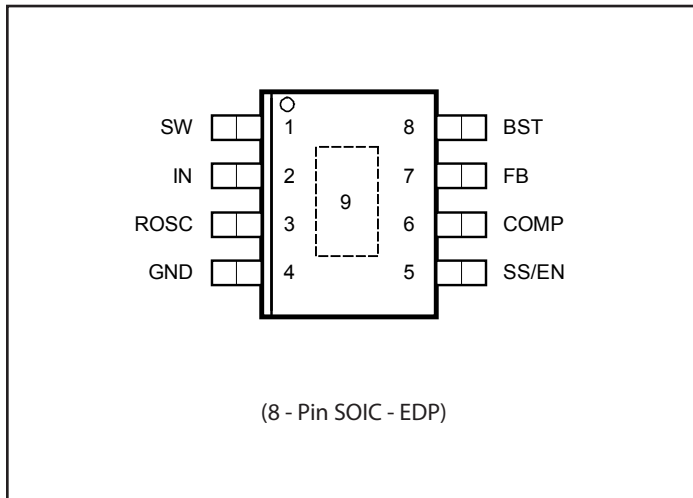 SW 1 8 BST
IN 2 7 FB
9
ROSC 3 6 COMP
GND 4 5 SS/EN
(8 - Pin SOIC - EDP)